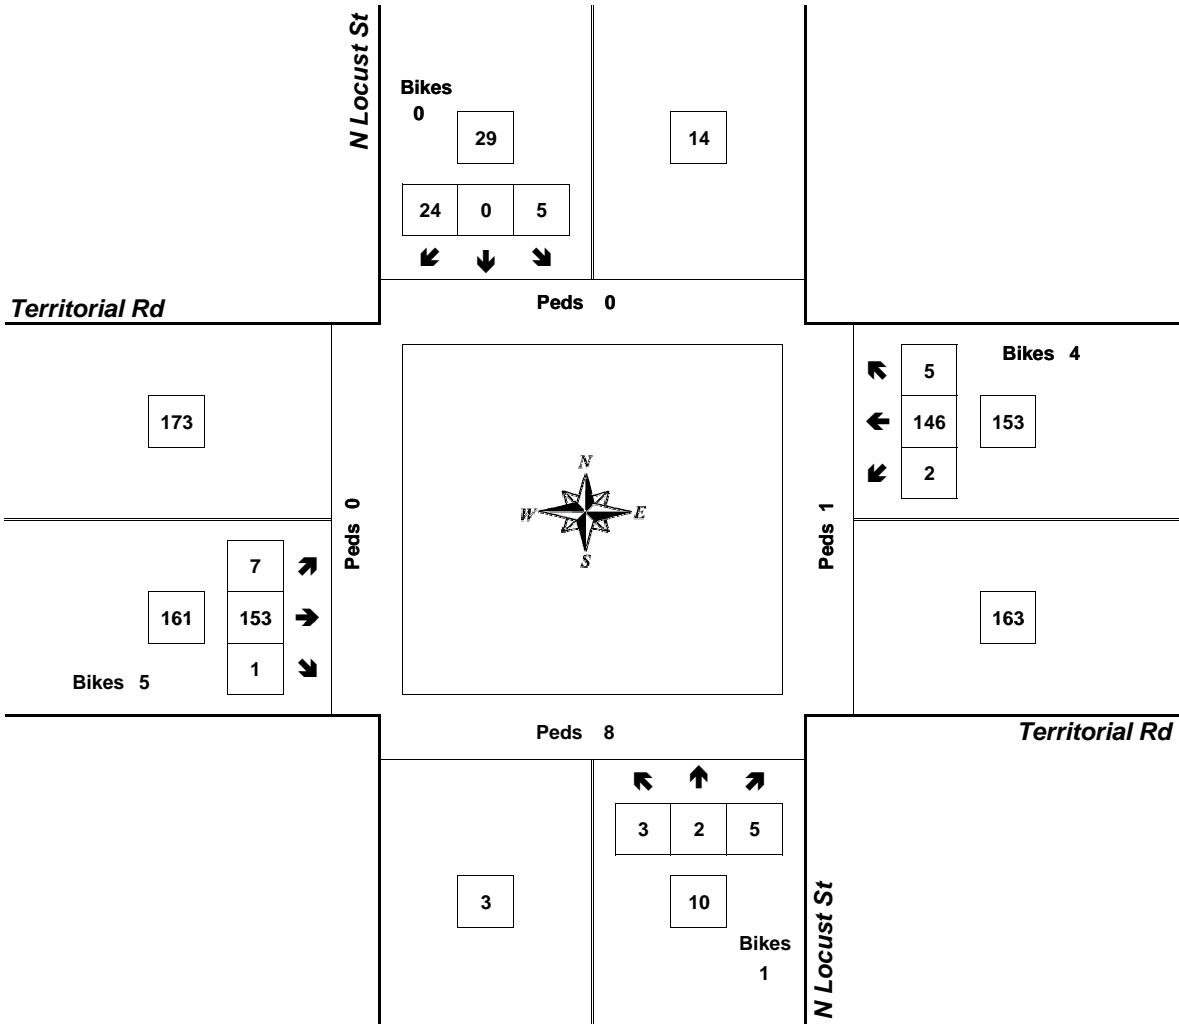 N Locust St
Bikes
0
29
14
24 0 5
Peds 0
Territorial Rd
Bikes 4
5
173
146 153
2
N
W E
S
Peds 0
Peds 1
7
161 153
163
1
Bikes 5
Peds 8
Territorial Rd
3 2 5
3
10
Bikes
1
N Locust St